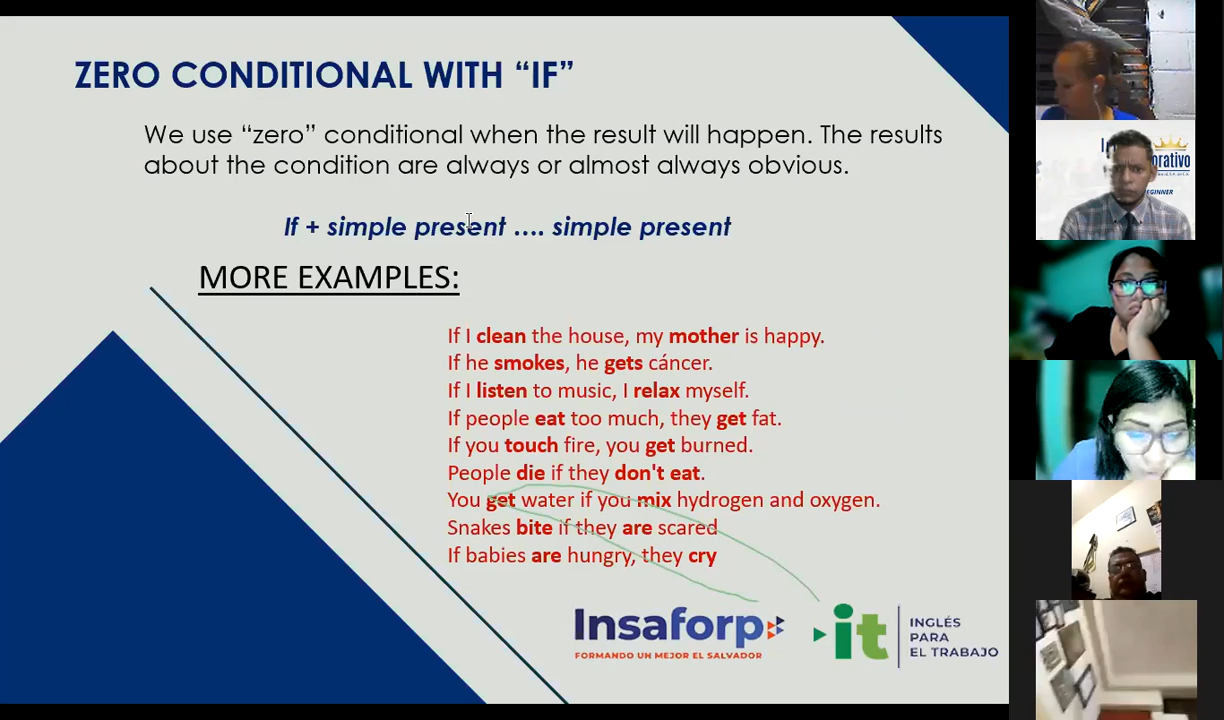 ZERO CONDITIONAL WITH “IF”
We use “zero” conditional when the result will happen. The results
about the condition are always or almost always obvious.
If + simple present .... simple present
MORE EXAMPLES:
If I clean the house, my mother is happy.
If he smokes, he gets cáncer.
If I listen to music, I relax myself.
If people eat too much, they get fat.
If you touch fire, you get burned.
People die if they don't eat.
You get water if you mix hydrogen and oxygen.
Snakes bite if they are scared
If babies are hungry, they cry
Insaforp
FORMANDO UN MEJOR EL SALVADOR
it
INGLÉS
PARA
EL TRABAJO